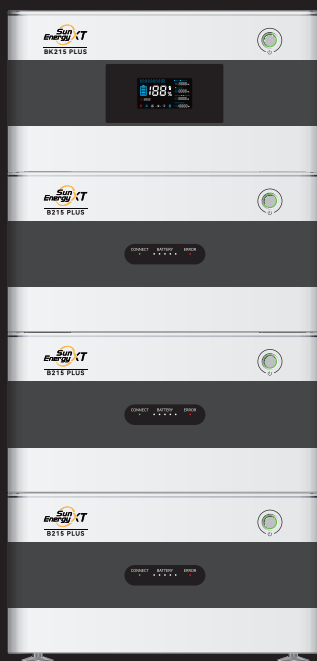 Sun
Energy XT
BK215 PLUS
188%
Sun
Energy XT
B215 PLUS
CONNECT BATTERY ERROR
Sun
Energy XT
B215 PLUS
CONNECT BATTERY ERROR
Sun
Energy XT
B215 PLUS
CONNECT BATTERY ERROR